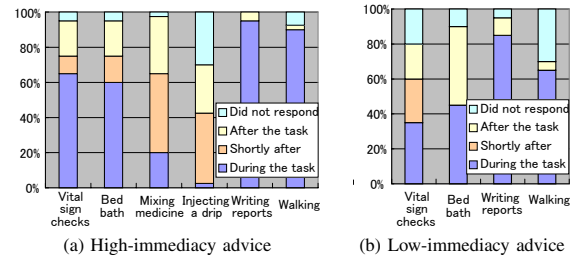 100%
80%
60%
40%
20%
0%
Did not respond
After the task
Shortly after
During the task
Vital sign checks
Bed bath
Mixing medicine
Injecting a drip
Writing reports
Walking
(a) High-immediacy advice
100%
80%
60%
40%
20%
0%
Did not respond
After the task
Shortly after
During the task
Vital sign checks
Bed bath
Writing reports
Walking
(b) Low-immediacy advice